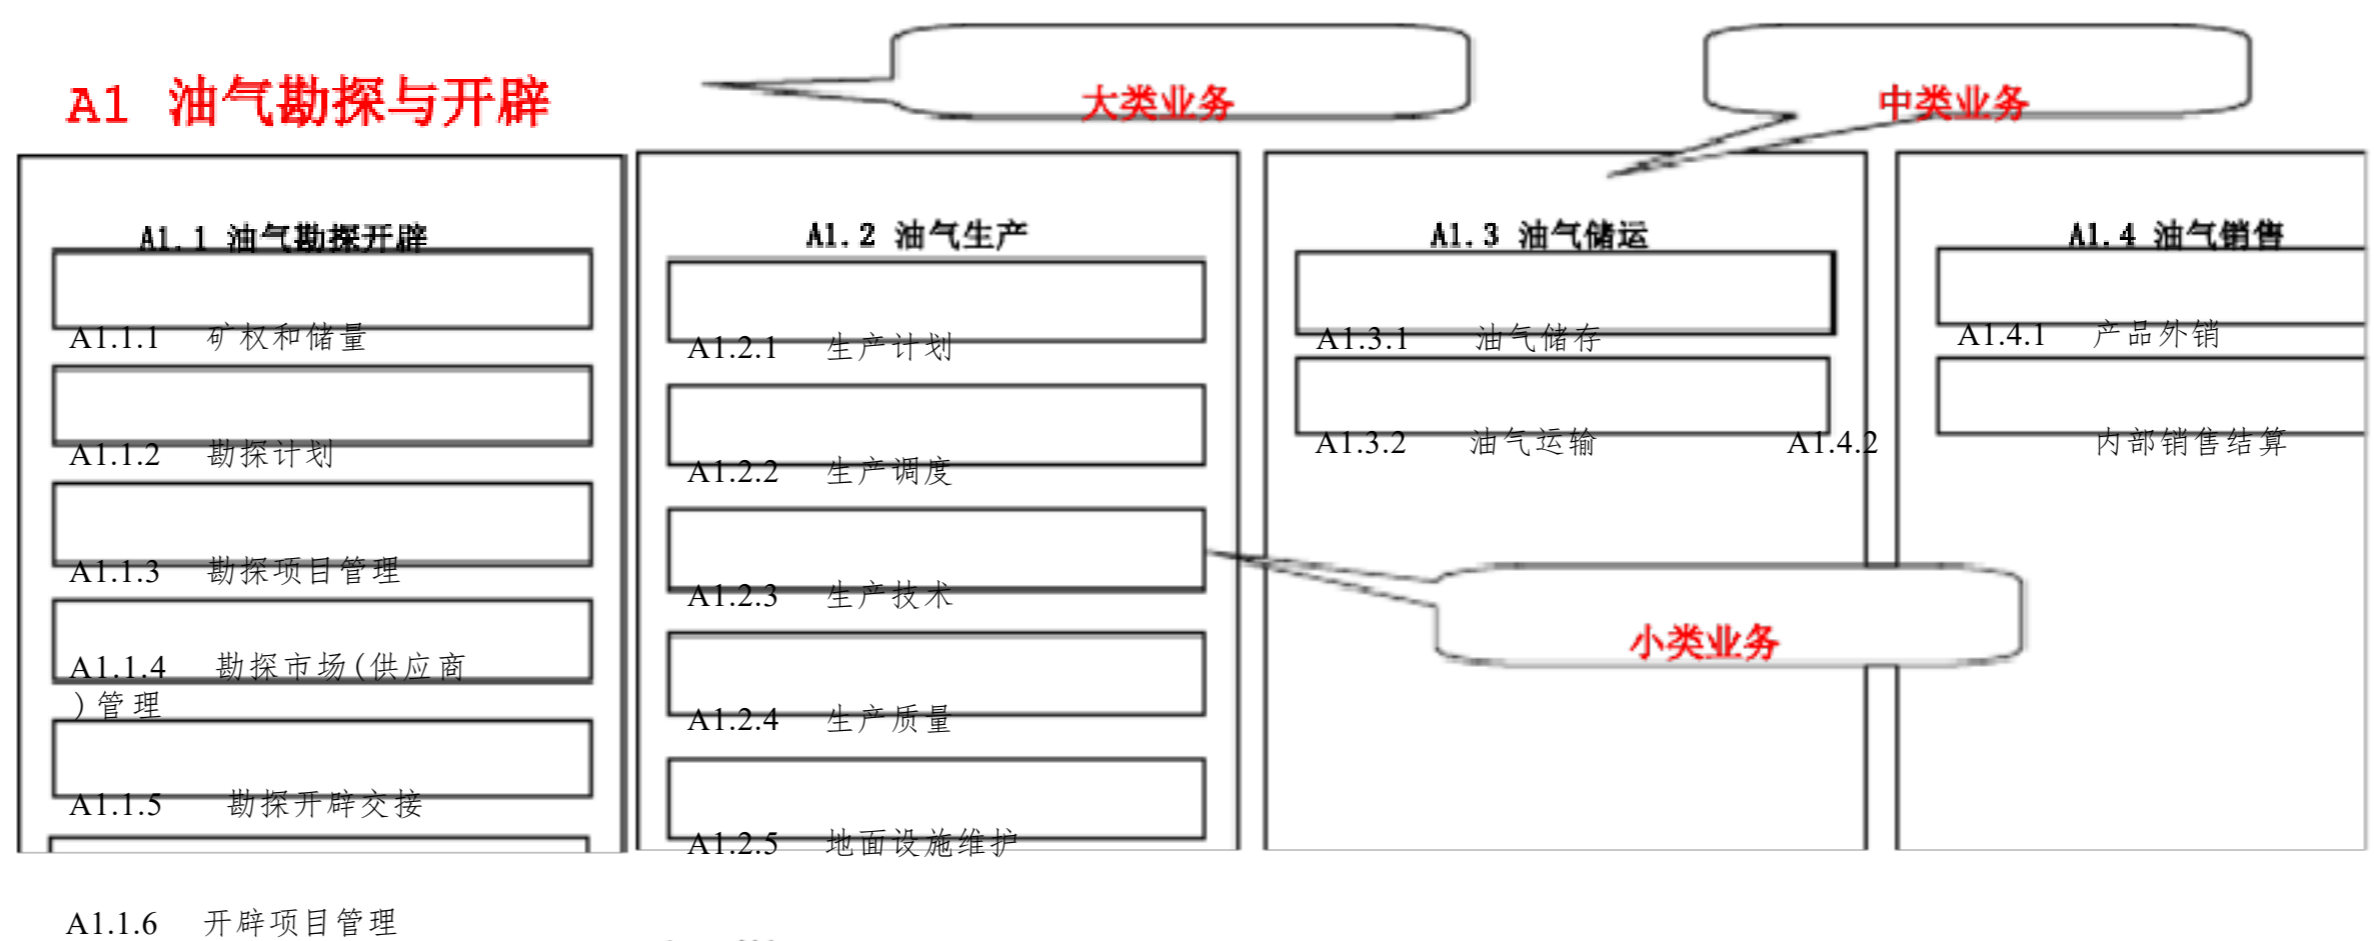 A1 油气勘探与开辟
大类业务
中类业务
A1.1 油气勘探开辟
A1.1.1 矿权和储量
A1.1.2 勘探计划
A1.1.3 勘探项目管理
A1.1.4 勘探市场(供应商
)管理
A1.1.5 勘探开辟交接
A1.1.6 开辟项目管理
A1.2 油气生产
A1.2.1 生产计划
A1.2.2 生产调度
A1.2.3 生产技术
A1.2.4 生产质量
A1.2.5 地面设施维护
A1.3 油气储运
A1.3.1 油气储存
A1.3.2 油气运输
小类业务
A1.4 油气销售
A1.4.1 产品外销
A1.4.2 内部销售结算